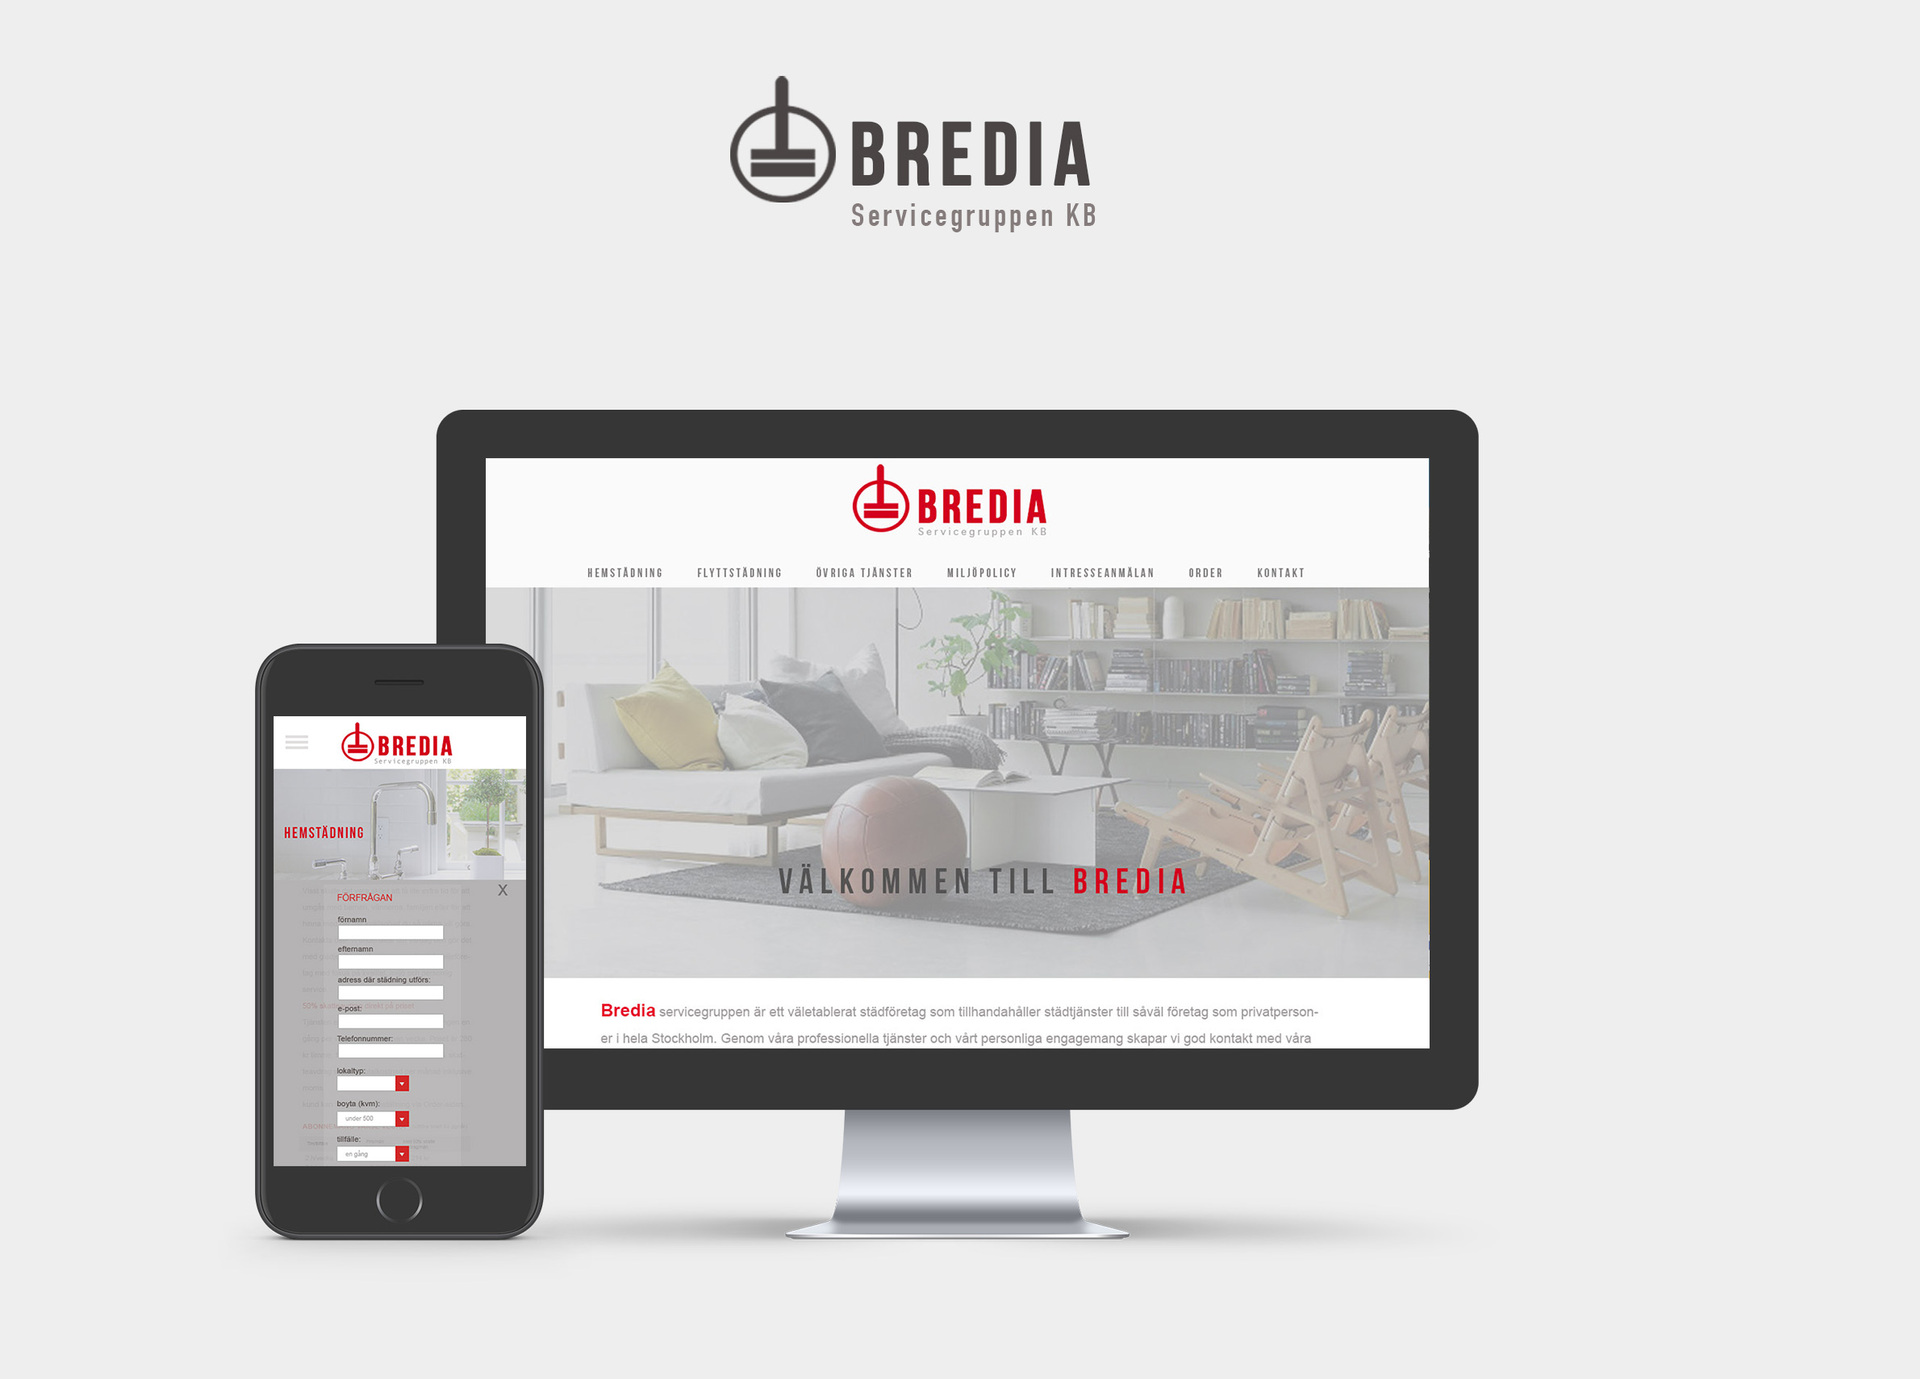 BREDIA
Servicegruppen KB
BREDIA
Servicegruppen KB
HEMSTÄDNING FLYTTSTÄDNING ÖVRIGA TJÄNSTER MILJÖPOLICY INTRESSEANMÄLAN ORDER KONTAKT
VÄLKOMMEN TILL BREDIA
Bredia servicegruppen är ett väletablerat städföretag som tillhandahåller städtjänster till såväl företag som privatperson-
er i hela Stockholm. Genom våra professionella tjänster och vårt personliga engagemang skapar vi god kontakt med våra
BREDIA
Servicegruppen KB
HEMSTÄDNING
X
FÖRFRÅGAN
förnamn
efternamn
adress där städning utförs:
e-post:
Telefonnummer:
lokaltyp:
boyta (kvm):
under 500
tillfälle:
en gång